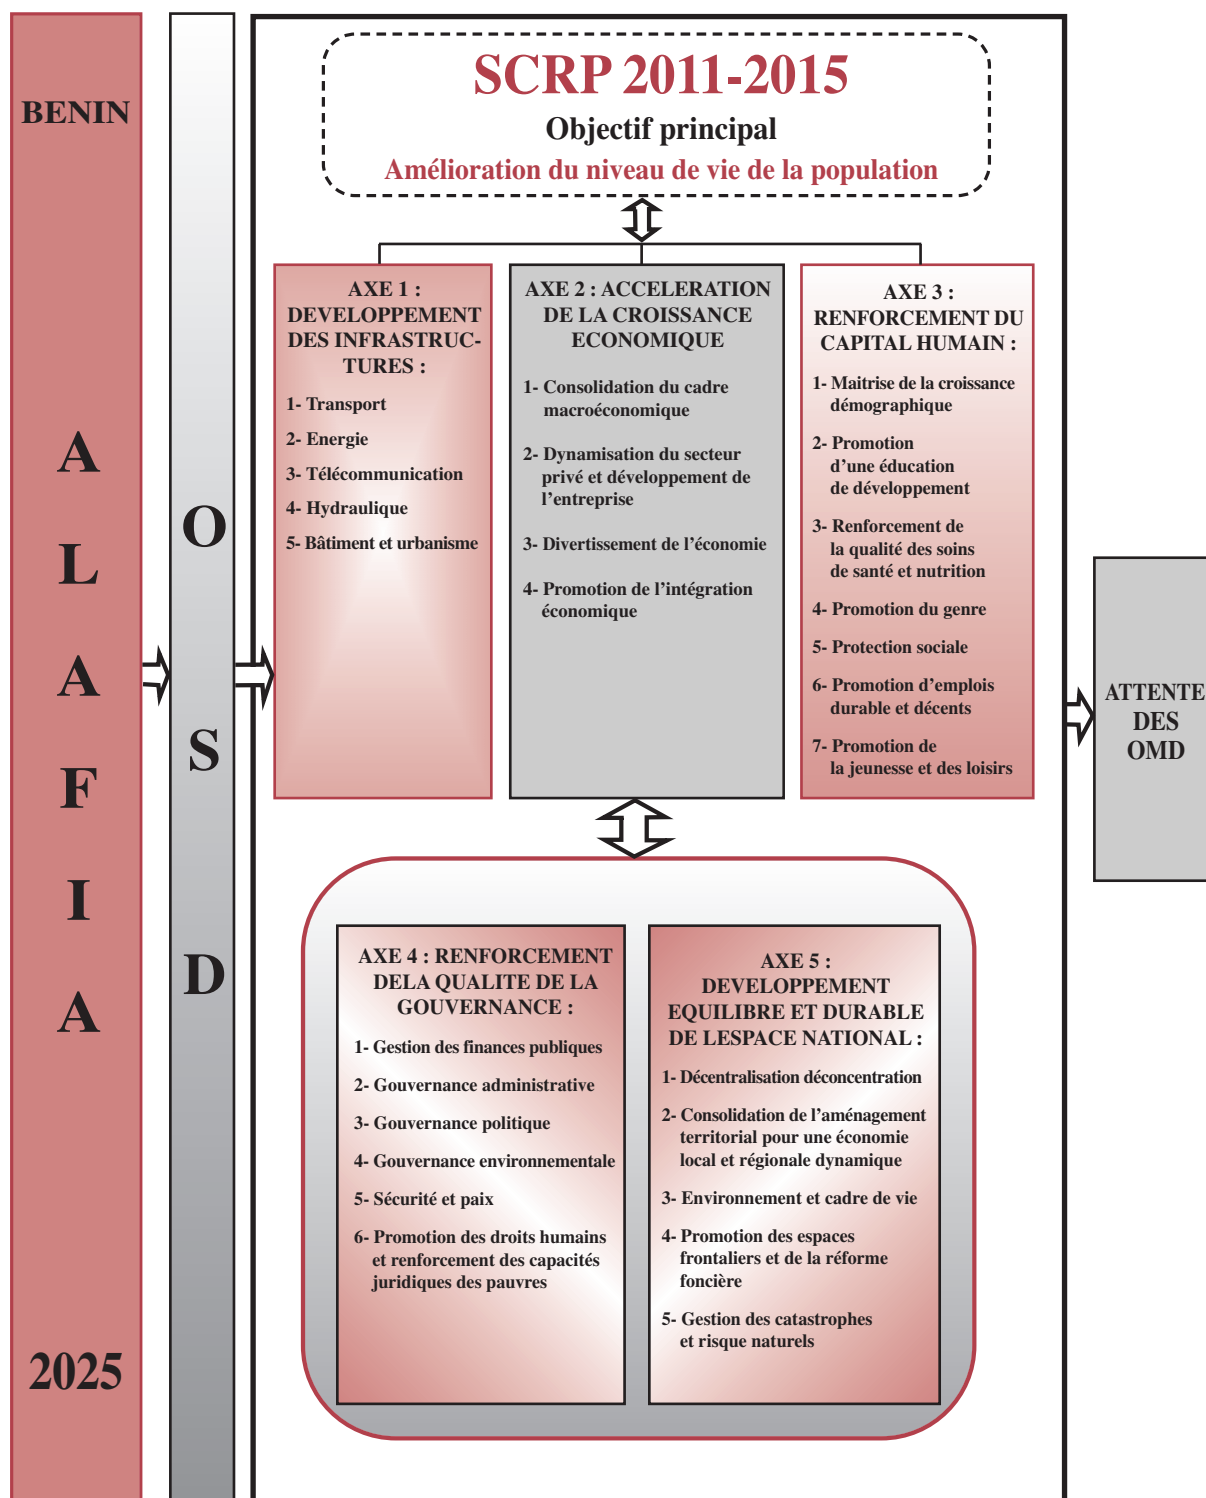 BENIN
A
L
A
F
I
A
2025
O
S
D
SCRP 2011-2015
Objectif principal
Amélioration du niveau de vie de la population
AXE 1 :
DEVELOPPEMENT
DES INFRASTRUC-
TURES :
1- Transport
2- Energie
3- Télécommunication
4- Hydraulique
5- Bâtiment et urbanisme
AXE 2 : ACCELERATION
DE LA CROISSANCE
ECONOMIQUE
1- Consolidation du cadre
macroéconomique
2- Dynamisation du secteur
privé et développement de
l’entreprise
3- Divertissement de l’économie
4- Promotion de l’intégration
économique
AXE 3 :
RENFORCEMENT DU
CAPITAL HUMAIN :
1- Maitrise de la croissance
démographique
2- Promotion
d’une éducation
de développement
3- Renforcement de
la qualité des soins
de santé et nutrition
4- Promotion du genre
5- Protection sociale
6- Promotion d’emplois
durable et décents
7- Promotion de
la jeunesse et des loisirs
AXE 4 : RENFORCEMENT
DELA QUALITE DE LA
GOUVERNANCE :
1- Gestion des finances publiques
2- Gouvernance administrative
3- Gouvernance politique
4- Gouvernance environnementale
5- Sécurité et paix
6- Promotion des droits humains
et renforcement des capacités
juridiques des pauvres
AXE 5 :
DEVELOPPEMENT
EQUILIBRE ET DURABLE
DE LESPACE NATIONAL :
1- Décentralisation déconcentration
2- Consolidation de l’aménagement
territorial pour une économie
local et régionale dynamique
3- Environnement et cadre de vie
4- Promotion des espaces
frontaliers et de la réforme
foncière
5- Gestion des catastrophes
et risque naturels
ATTENTE
DES
OMD